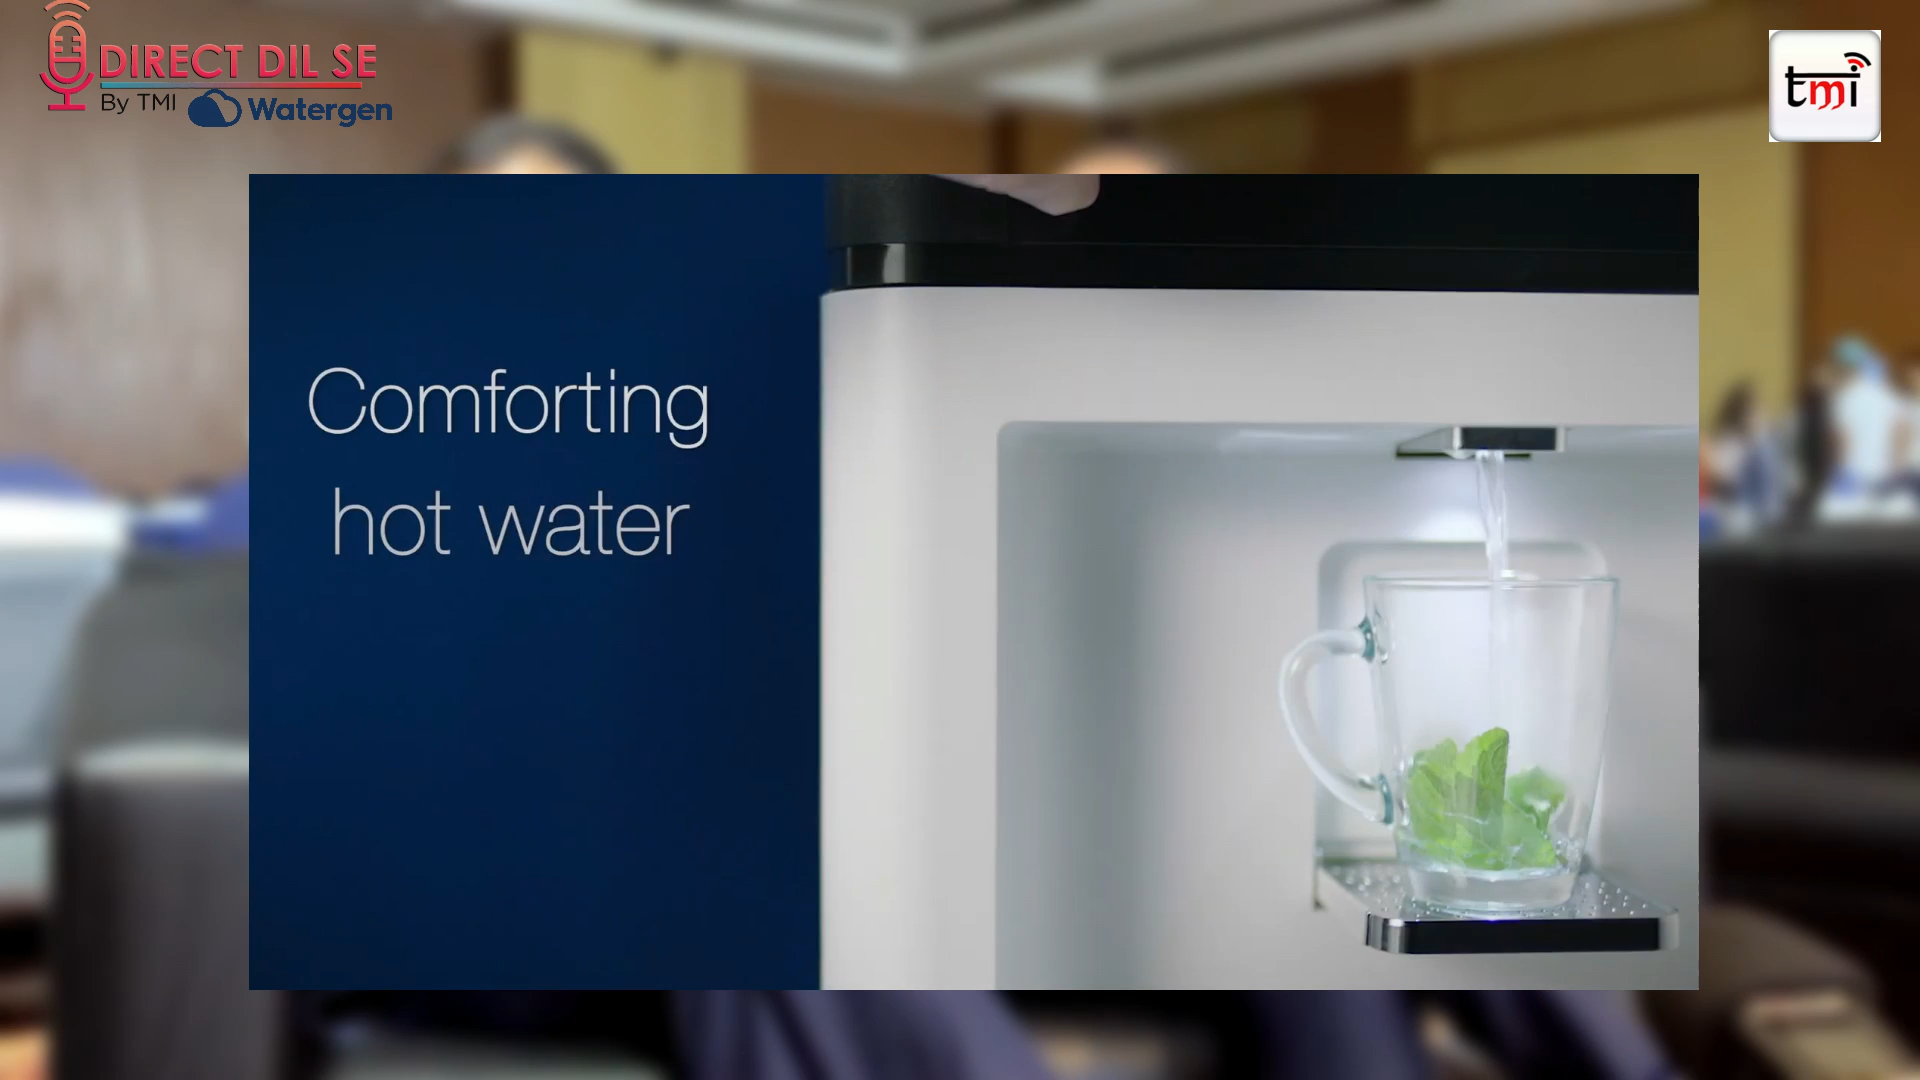 DIRECT DIL SE
By TMI Watergen
tmi
Comforting
hot water